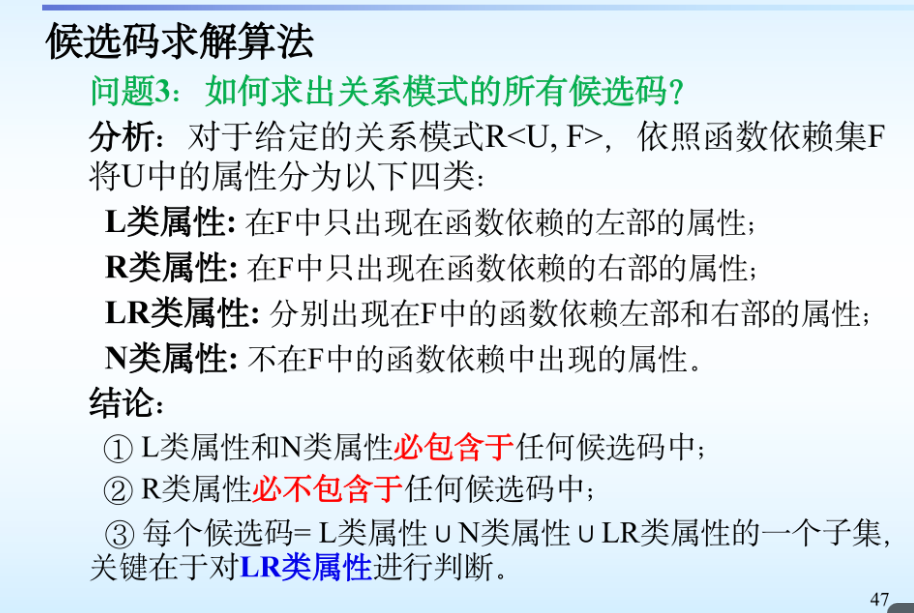 候选码求解算法
问题3：如何求出关系模式的所有候选码？
分析：对于给定的关系模式R<U, F>，依照函数依赖集F
将U中的属性分为以下四类：
L类属性: 在F中只出现在函数依赖的左部的属性；
R类属性: 在F中只出现在函数依赖的右部的属性；
LR类属性: 分别出现在F中的函数依赖左部和右部的属性；
N类属性: 不在F中的函数依赖中出现的属性。
结论：
① L类属性和N类属性必包含于任何候选码中；
② R类属性必不包含于任何候选码中；
③ 每个候选码= L类属性∪N类属性∪LR类属性的一个子集，
关键在于对LR类属性进行判断。
47